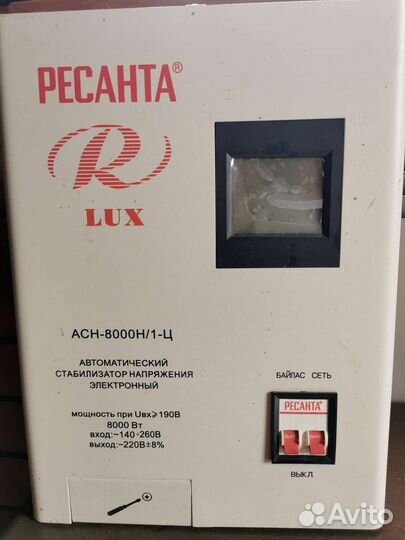 РЕСАНТА®
R
LUX
АСН-8000Н/1-Ц
АВТОМАТИЧЕСКИЙ
СТАБИЛИЗАТОР НАПРЯЖЕНИЯ
ЭЛЕКТРОННЫЙ
мощность при Uвх⩾190В
8000 Вт
вход:~140÷260В
выход:~220В±8%
БАЙПАС СЕТЬ
РЕСАНТА
ВЫКЛ.
Avito